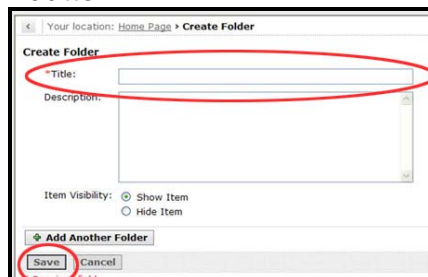 Your location: Home Page › Create Folder
Create Folder
*Title:
Description:
Item Visibility: Show Item
Hide Item
Add Another Folder
Save Cancel